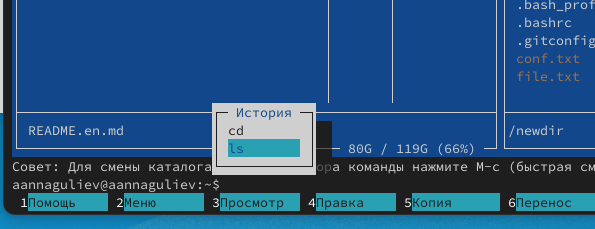 .bash_prof
.bashrc
.gitconfig
conf.txt
file.txt
История
README.en.md
cd
/newdir
ls
80G / 119G (66%)
Совет: Для смены каталога ра команды нажмите M-c (быстрая см
aannaguliev@aannaguliev:~$
1Помощь 2Меню 3Просмотр 4Правка 5Копия 6Перенос